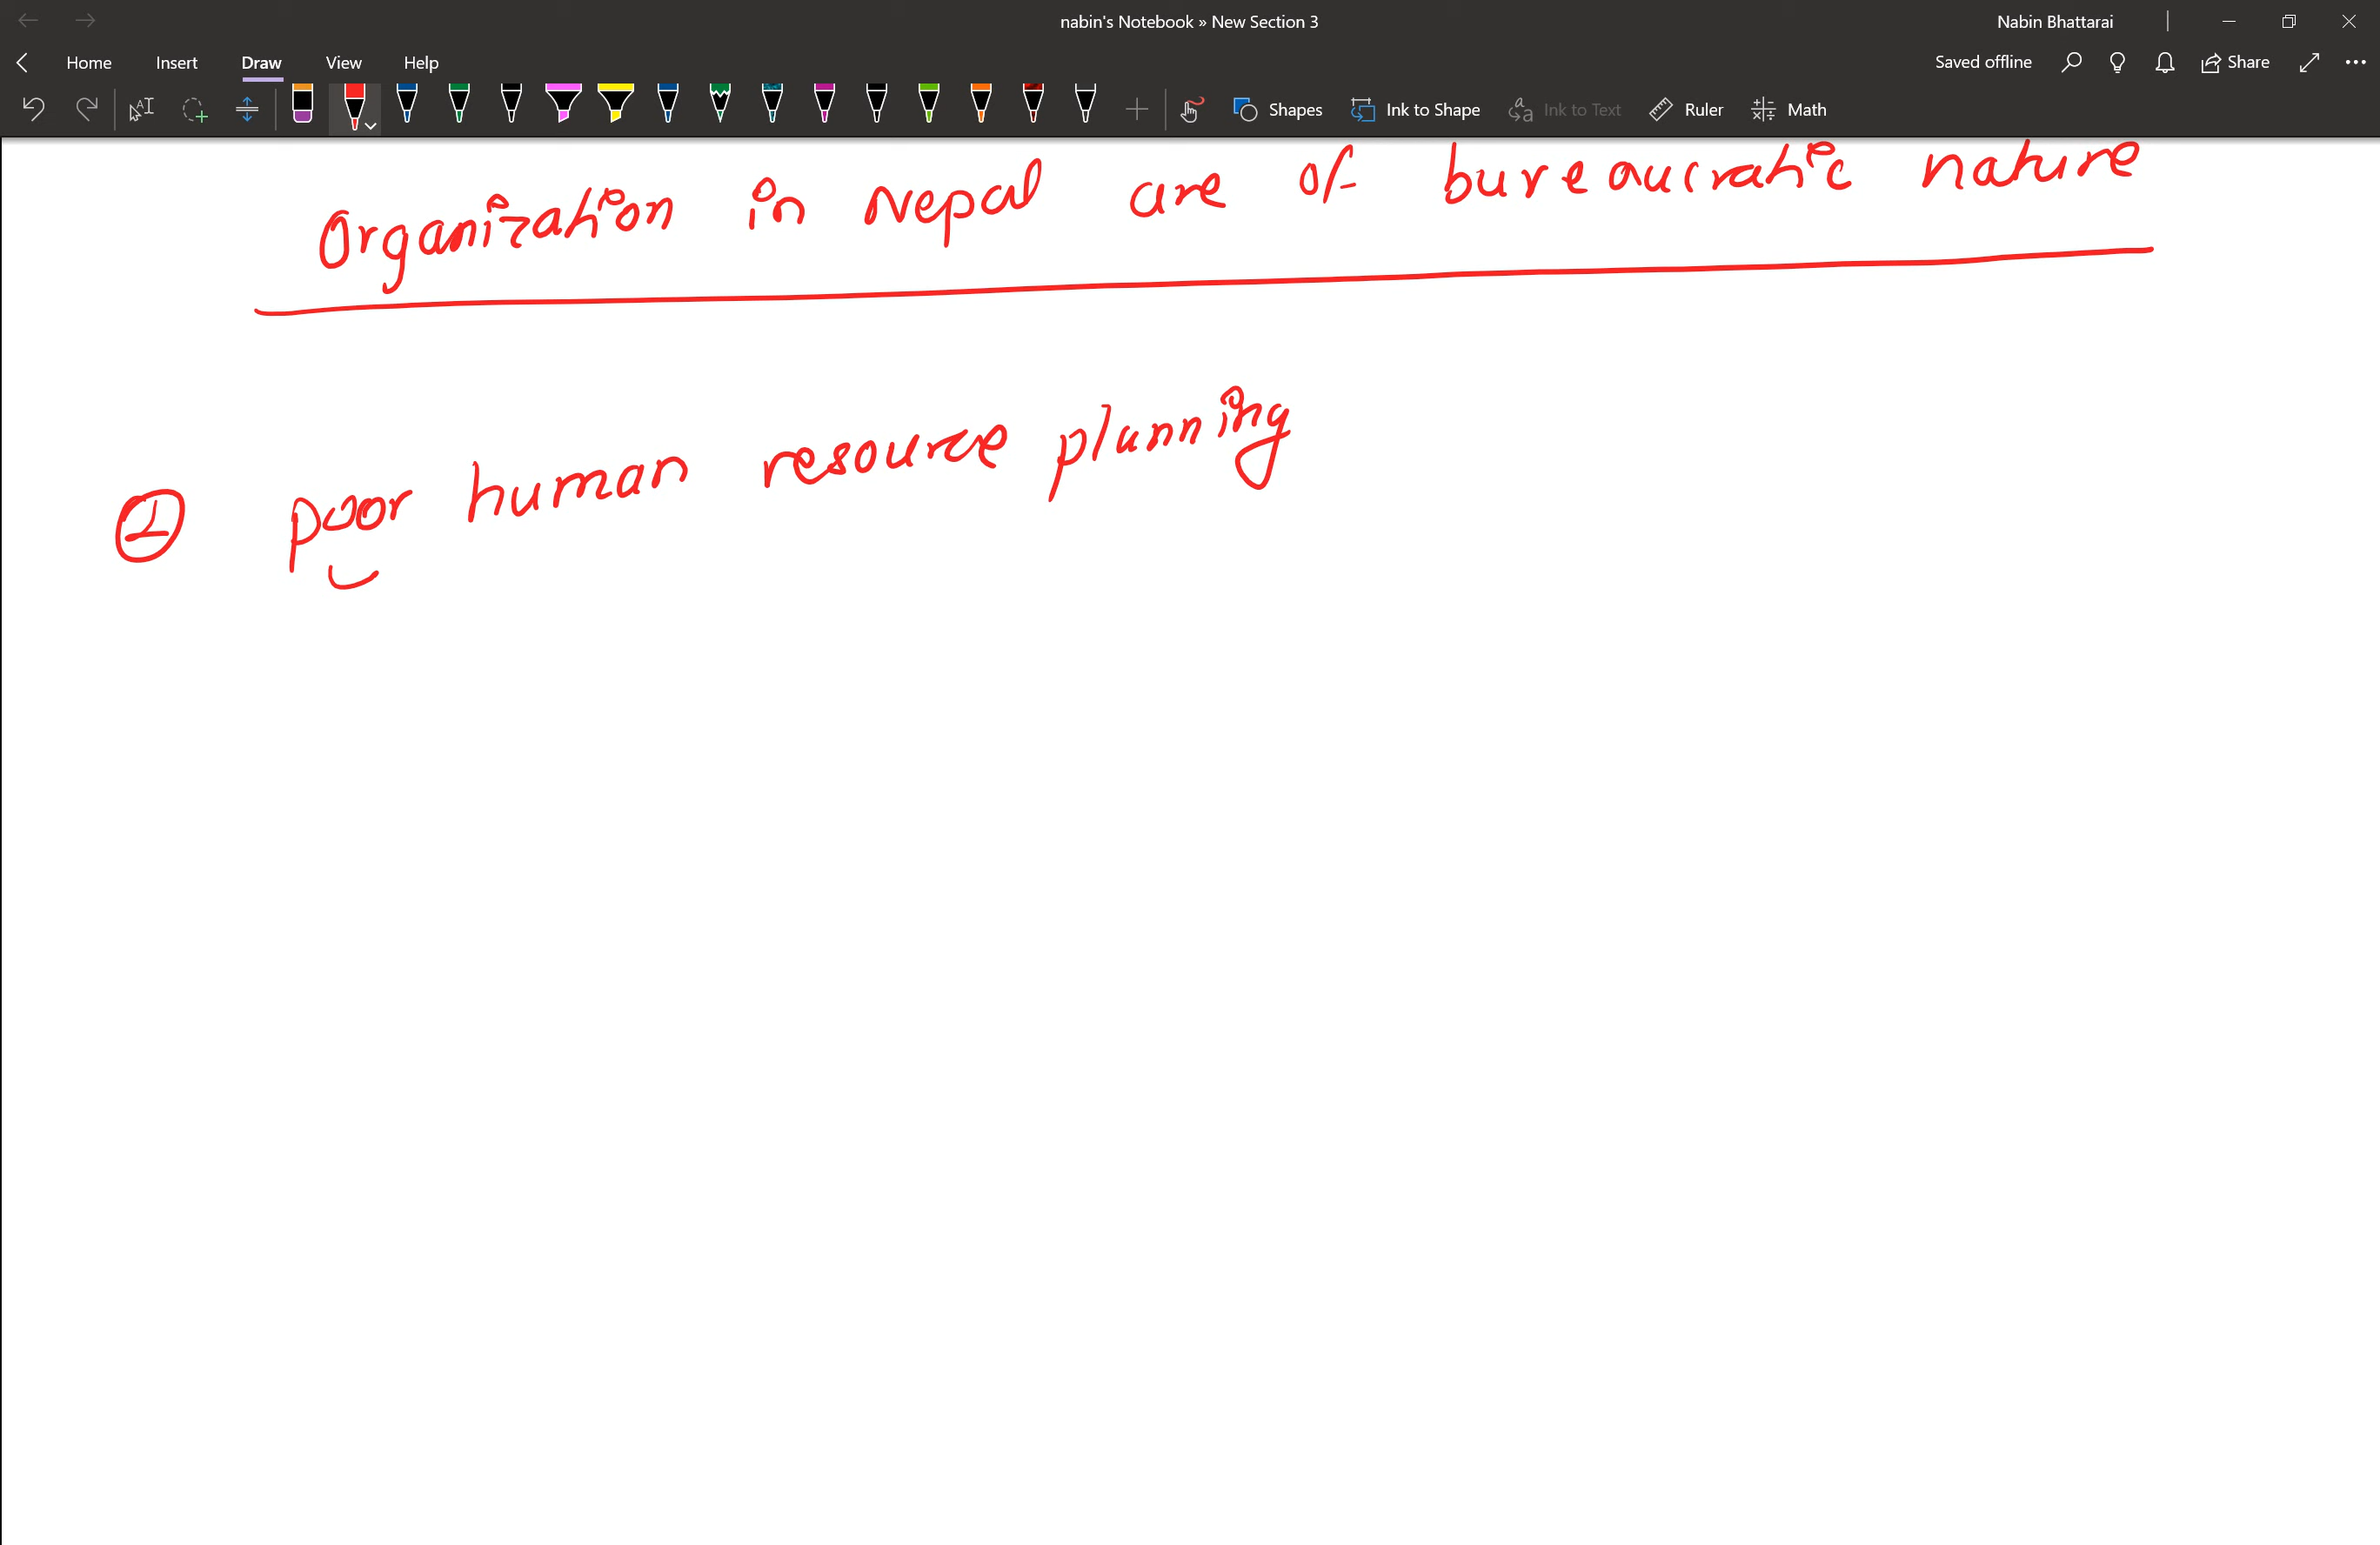 nabin's Notebook » New Section 3
Nabin Bhattarai
Home Insert Draw View Help
Saved offline Share
Shapes Ink to Shape Ink to Text Ruler Math
Organization in Nepal are of bureaucratic nature
① poor human resource planning